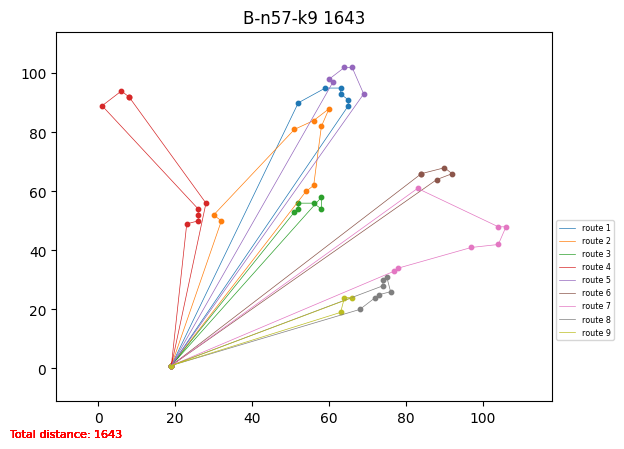 B-n57-k9 1643
100
80
60
40
20
0
0 20 40 60 80 100
route 1
route 2
route 3
route 4
route 5
route 6
route 7
route 8
route 9
Total distance: 1643